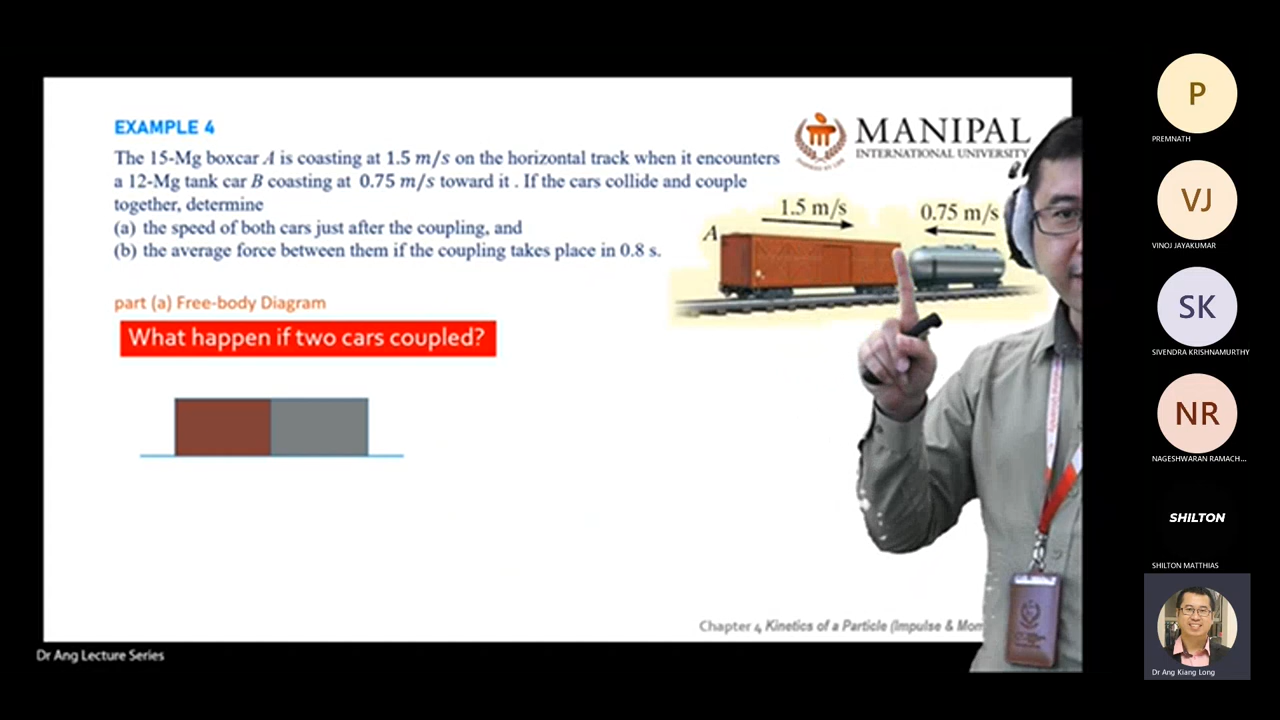 EXAMPLE 4
The 15-Mg boxcar A is coasting at 1.5 m/s on the horizontal track when it encounters
a 12-Mg tank car B coasting at 0.75 m/s toward it . If the cars collide and couple
together, determine
(a) the speed of both cars just after the coupling, and
(b) the average force between them if the coupling takes place in 0.8 s.
part (a) Free-body Diagram
What happen if two cars coupled?
MANIPAL
INTERNATIONAL UNIVERSITY
1.5 m/s
0.75 m/s
A
Chapter 4, Kinetics of a Particle (Impulse & Mom
Dr Ang Lecture Series
P
PREMNATH
VJ
VINOJ JAYAKUMAR
SK
SIVENDRA KRISHNAMURTHY
NR
NAGESHWARAN RAMACH...
SHILTON
SHILTON MATTHIAS
Dr Ang Kiang Long